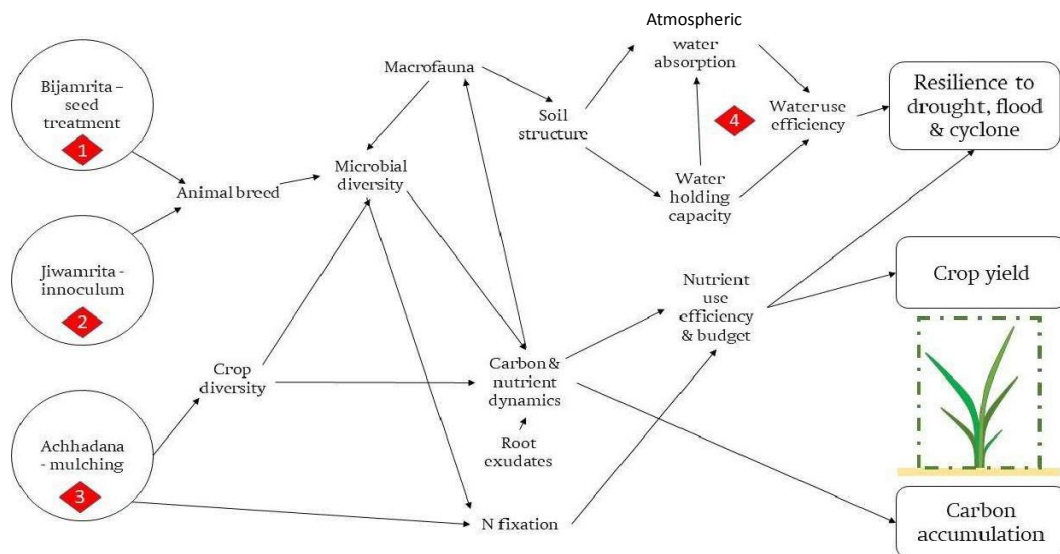 Bijamrita –
seed
treatment
1
Jiwamrita -
innoculum
2
Achhadana
- mulching
3
Animal breed
Crop
diversity
Macrofauna
Microbial
diversity
Carbon &
nutrient
dynamics
Root
exudates
N fixation
Soil
structure
Atmospheric
water
absorption
4
Water use
efficiency
Water
holding
capacity
Nutrient
use
efficiency
& budget
Resilience to
drought, flood
& cyclone
Crop yield
Carbon
accumulation